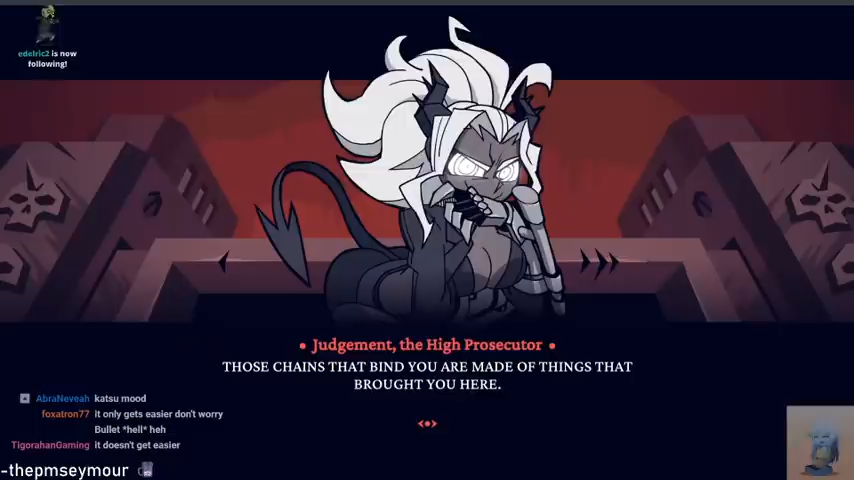 edelric2 is now
following!
• Judgement, the High Prosecutor •
THOSE CHAINS THAT BIND YOU ARE MADE OF THINGS THAT
BROUGHT YOU HERE.
AbraNeveah katsu mood
foxatron77 it only gets easier don't worry
Bullet *hell* heh
TigorahanGaming it doesn't get easier
-thepmseymour